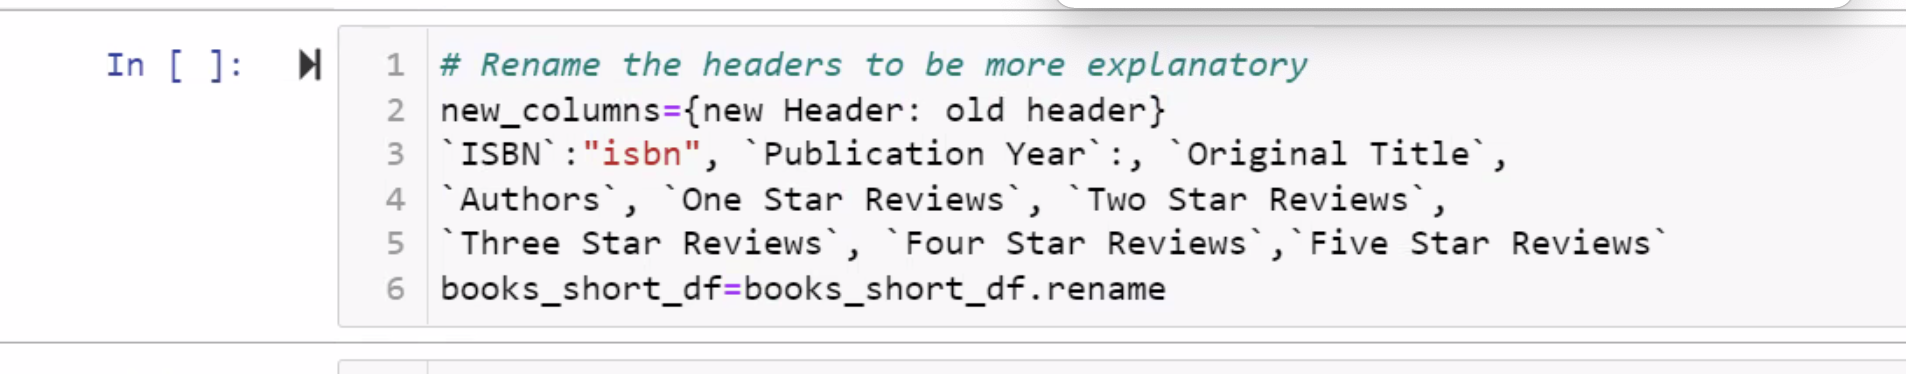 In [ ]:
1 # Rename the headers to be more explanatory
2 new_columns={new Header: old header}
3 `ISBN`:"isbn", `Publication Year`:, `Original Title`,
4 `Authors`, `One Star Reviews`, `Two Star Reviews`,
5 `Three Star Reviews`, `Four Star Reviews`,`Five Star Reviews`
6 books_short_df=books_short_df.rename